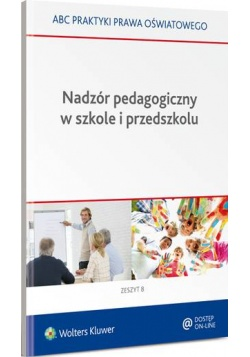 ABC PRAKTYKI PRAWA OŚWIATOWEGO
Nadzór pedagogiczny
w szkole i przedszkolu
ZESZYT 8
Wolters Kluwer
@ DOSTĘP
ON-LINE